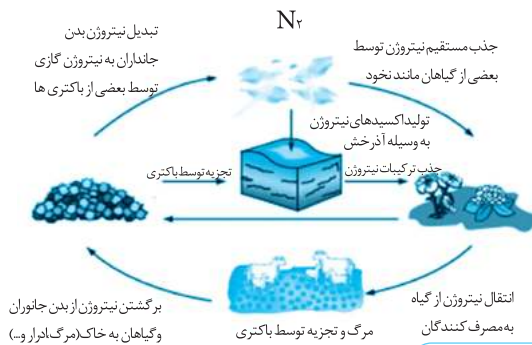 N۲
تبدیل نیتروژن بدن
جانداران به نیتروژن گازی
توسط بعضی از باکتری ها
جذب مستقیم نیتروژن توسط
بعضی از گیاهان مانند نخود
تولید اکسیدهای نیتروژن
به وسیله آذرخش
تجزیه توسط باکتری
جذب ترکیبات نیتروژن
برگشتن نیتروژن از بدن جانوران
و گیاهان به خاک (مرگ، ادرار و...)
مرگ و تجزیه توسط باکتری
انتقال نیتروژن از گیاه
به مصرف کنندگان